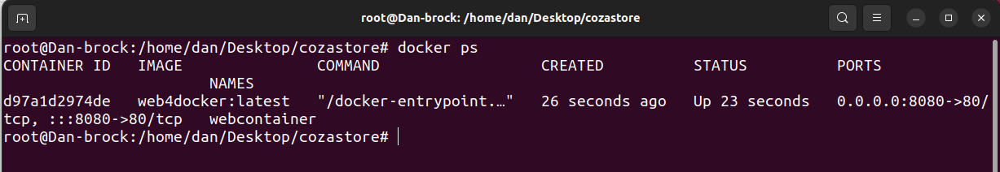 root@Dan-brock: /home/dan/Desktop/cozastore
root@Dan-brock:/home/dan/Desktop/cozastore# docker ps
CONTAINER ID   IMAGE               COMMAND                  CREATED          STATUS          PORTS
                       NAMES
d97a1d2974de   web4docker:latest   "/docker-entrypoint.…"   26 seconds ago   Up 23 seconds   0.0.0.0:8080->80/
tcp, :::8080->80/tcp   webcontainer
root@Dan-brock:/home/dan/Desktop/cozastore#